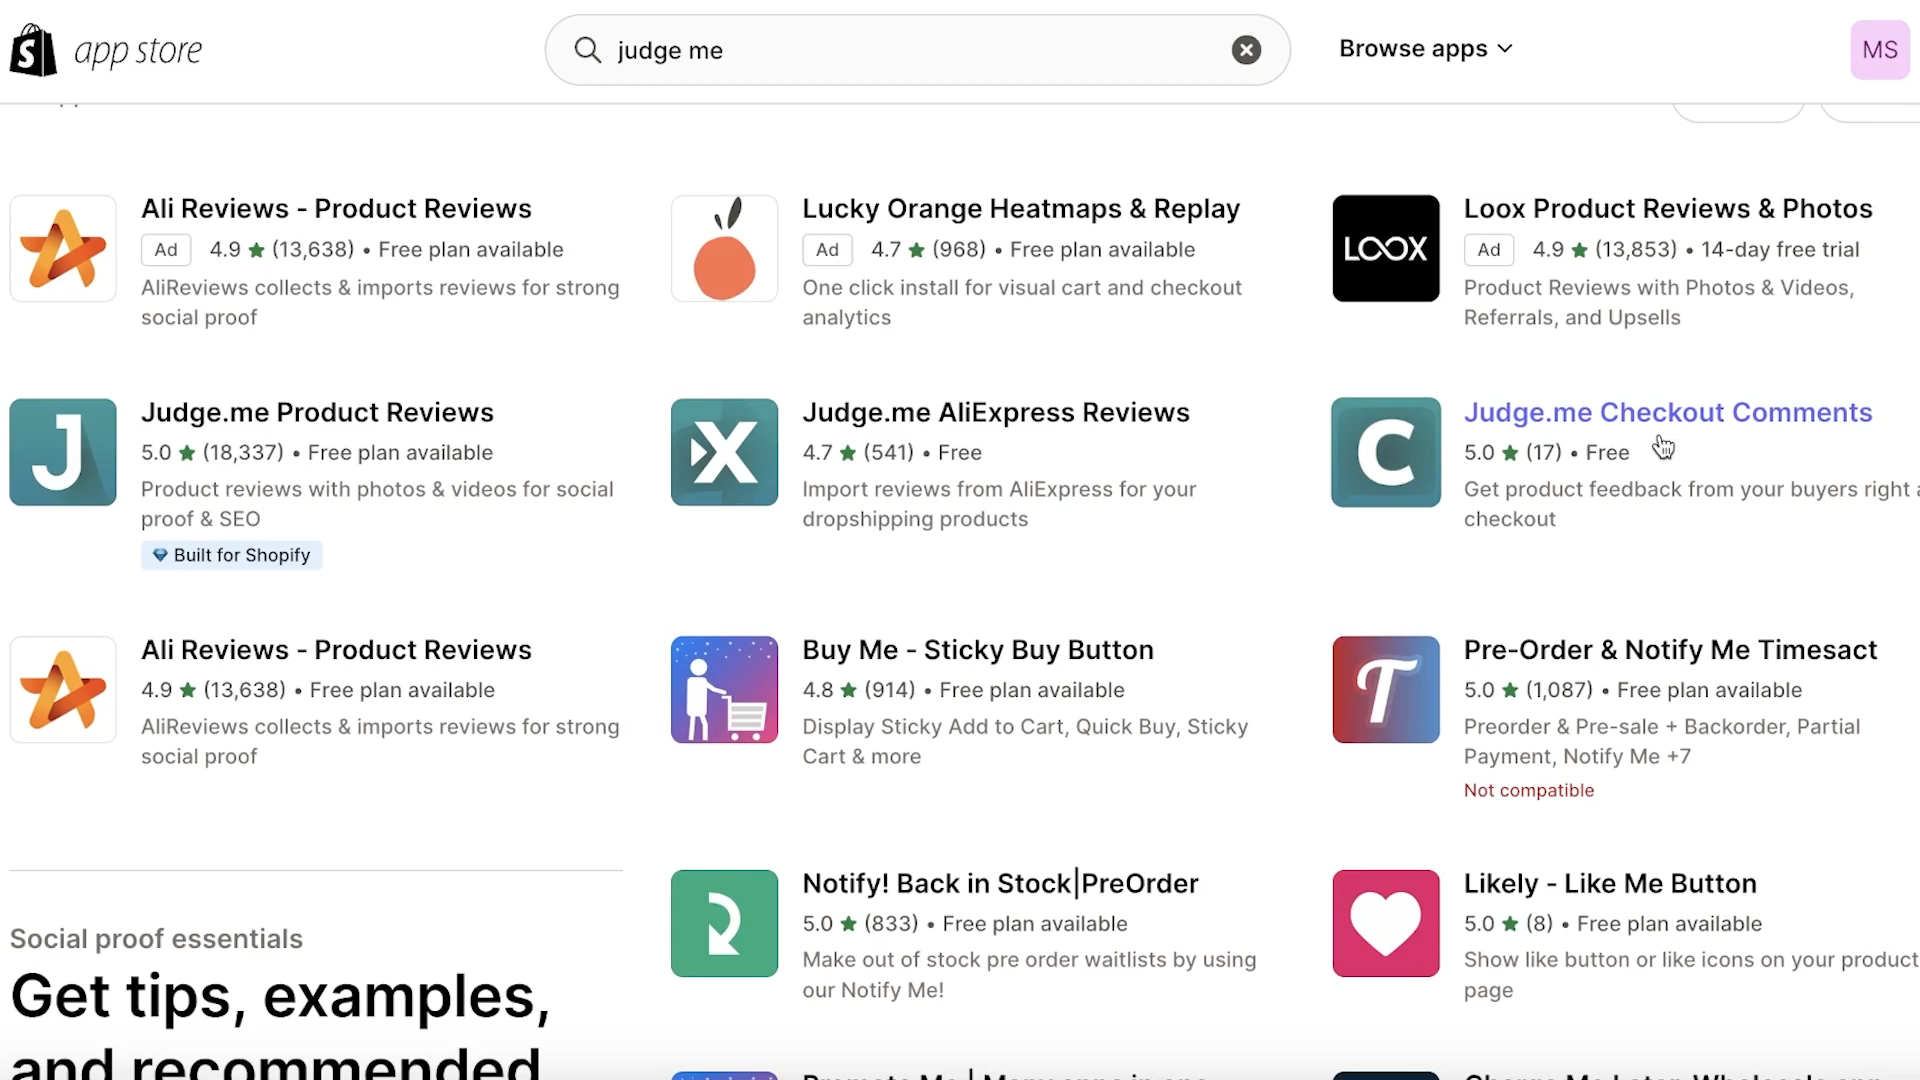 S app store
judge me
Browse apps
MS
Ali Reviews - Product Reviews
Ad 4.9 ★ (13,638) • Free plan available
AliReviews collects & imports reviews for strong
social proof
Lucky Orange Heatmaps & Replay
Ad 4.7 ★ (968) • Free plan available
One click install for visual cart and checkout
analytics
LOOX
Loox Product Reviews & Photos
Ad 4.9 ★ (13,853) • 14-day free trial
Product Reviews with Photos & Videos,
Referrals, and Upsells
J
Judge.me Product Reviews
5.0 ★ (18,337) • Free plan available
Product reviews with photos & videos for social
proof & SEO
Built for Shopify
X
Judge.me AliExpress Reviews
4.7 ★ (541) • Free
Import reviews from AliExpress for your
dropshipping products
C
Judge.me Checkout Comments
5.0 ★ (17) • Free
Get product feedback from your buyers right
checkout
Ali Reviews - Product Reviews
4.9 ★ (13,638) • Free plan available
AliReviews collects & imports reviews for strong
social proof
Buy Me - Sticky Buy Button
4.8 ★ (914) • Free plan available
Display Sticky Add to Cart, Quick Buy, Sticky
Cart & more
T
Pre-Order & Notify Me Timesact
5.0 ★ (1,087) • Free plan available
Preorder & Pre-sale + Backorder, Partial
Payment, Notify Me +7
Not compatible
Social proof essentials
Get tips, examples,
and recommended
Notify! Back in Stock|PreOrder
5.0 ★ (833) • Free plan available
Make out of stock pre order waitlists by using
our Notify Me!
Likely - Like Me Button
5.0 ★ (8) • Free plan available
Show like button or like icons on your product
page